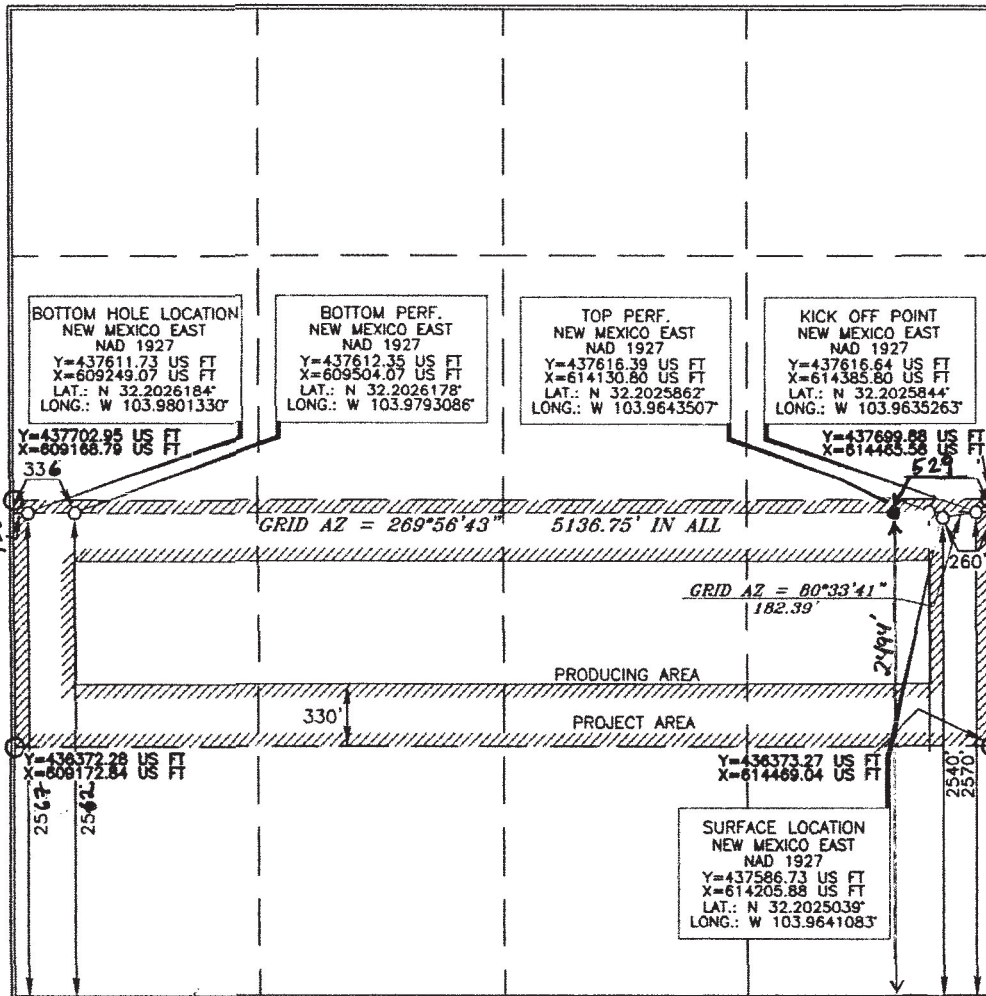 BOTTOM HOLE LOCATION
NEW MEXICO EAST
NAD 1927
Y=437611.73 US FT
X=609249.07 US FT
LAT.: N 32.2026184°
LONG.: W 103.9801330°
BOTTOM PERF.
NEW MEXICO EAST
NAD 1927
Y=437612.35 US FT
X=609504.07 US FT
LAT.: N 32.2026178°
LONG.: W 103.9793086°
TOP PERF.
NEW MEXICO EAST
NAD 1927
Y=437616.39 US FT
X=614130.80 US FT
LAT.: N 32.2025862°
LONG.: W 103.9643507°
KICK OFF POINT
NEW MEXICO EAST
NAD 1927
Y=437616.64 US FT
X=614385.80 US FT
LAT.: N 32.2025844°
LONG.: W 103.9635263°
Y=437702.95 US FT
X=609168.79 US FT
Y=437699.88 US FT
X=614465.56 US FT
336
529
GRID AZ = 269°56'43" 5136.75' IN ALL
260'
GRID AZ = 80°33'41"
182.39'
2494'
PRODUCING AREA
330'
PROJECT AREA
Y=436372.28 US FT
X=609172.84 US FT
Y=436373.27 US FT
X=614469.04 US FT
2567
2562
2540'
2570'
SURFACE LOCATION
NEW MEXICO EAST
NAD 1927
Y=437586.73 US FT
X=614205.88 US FT
LAT.: N 32.2025039°
LONG.: W 103.9641083°